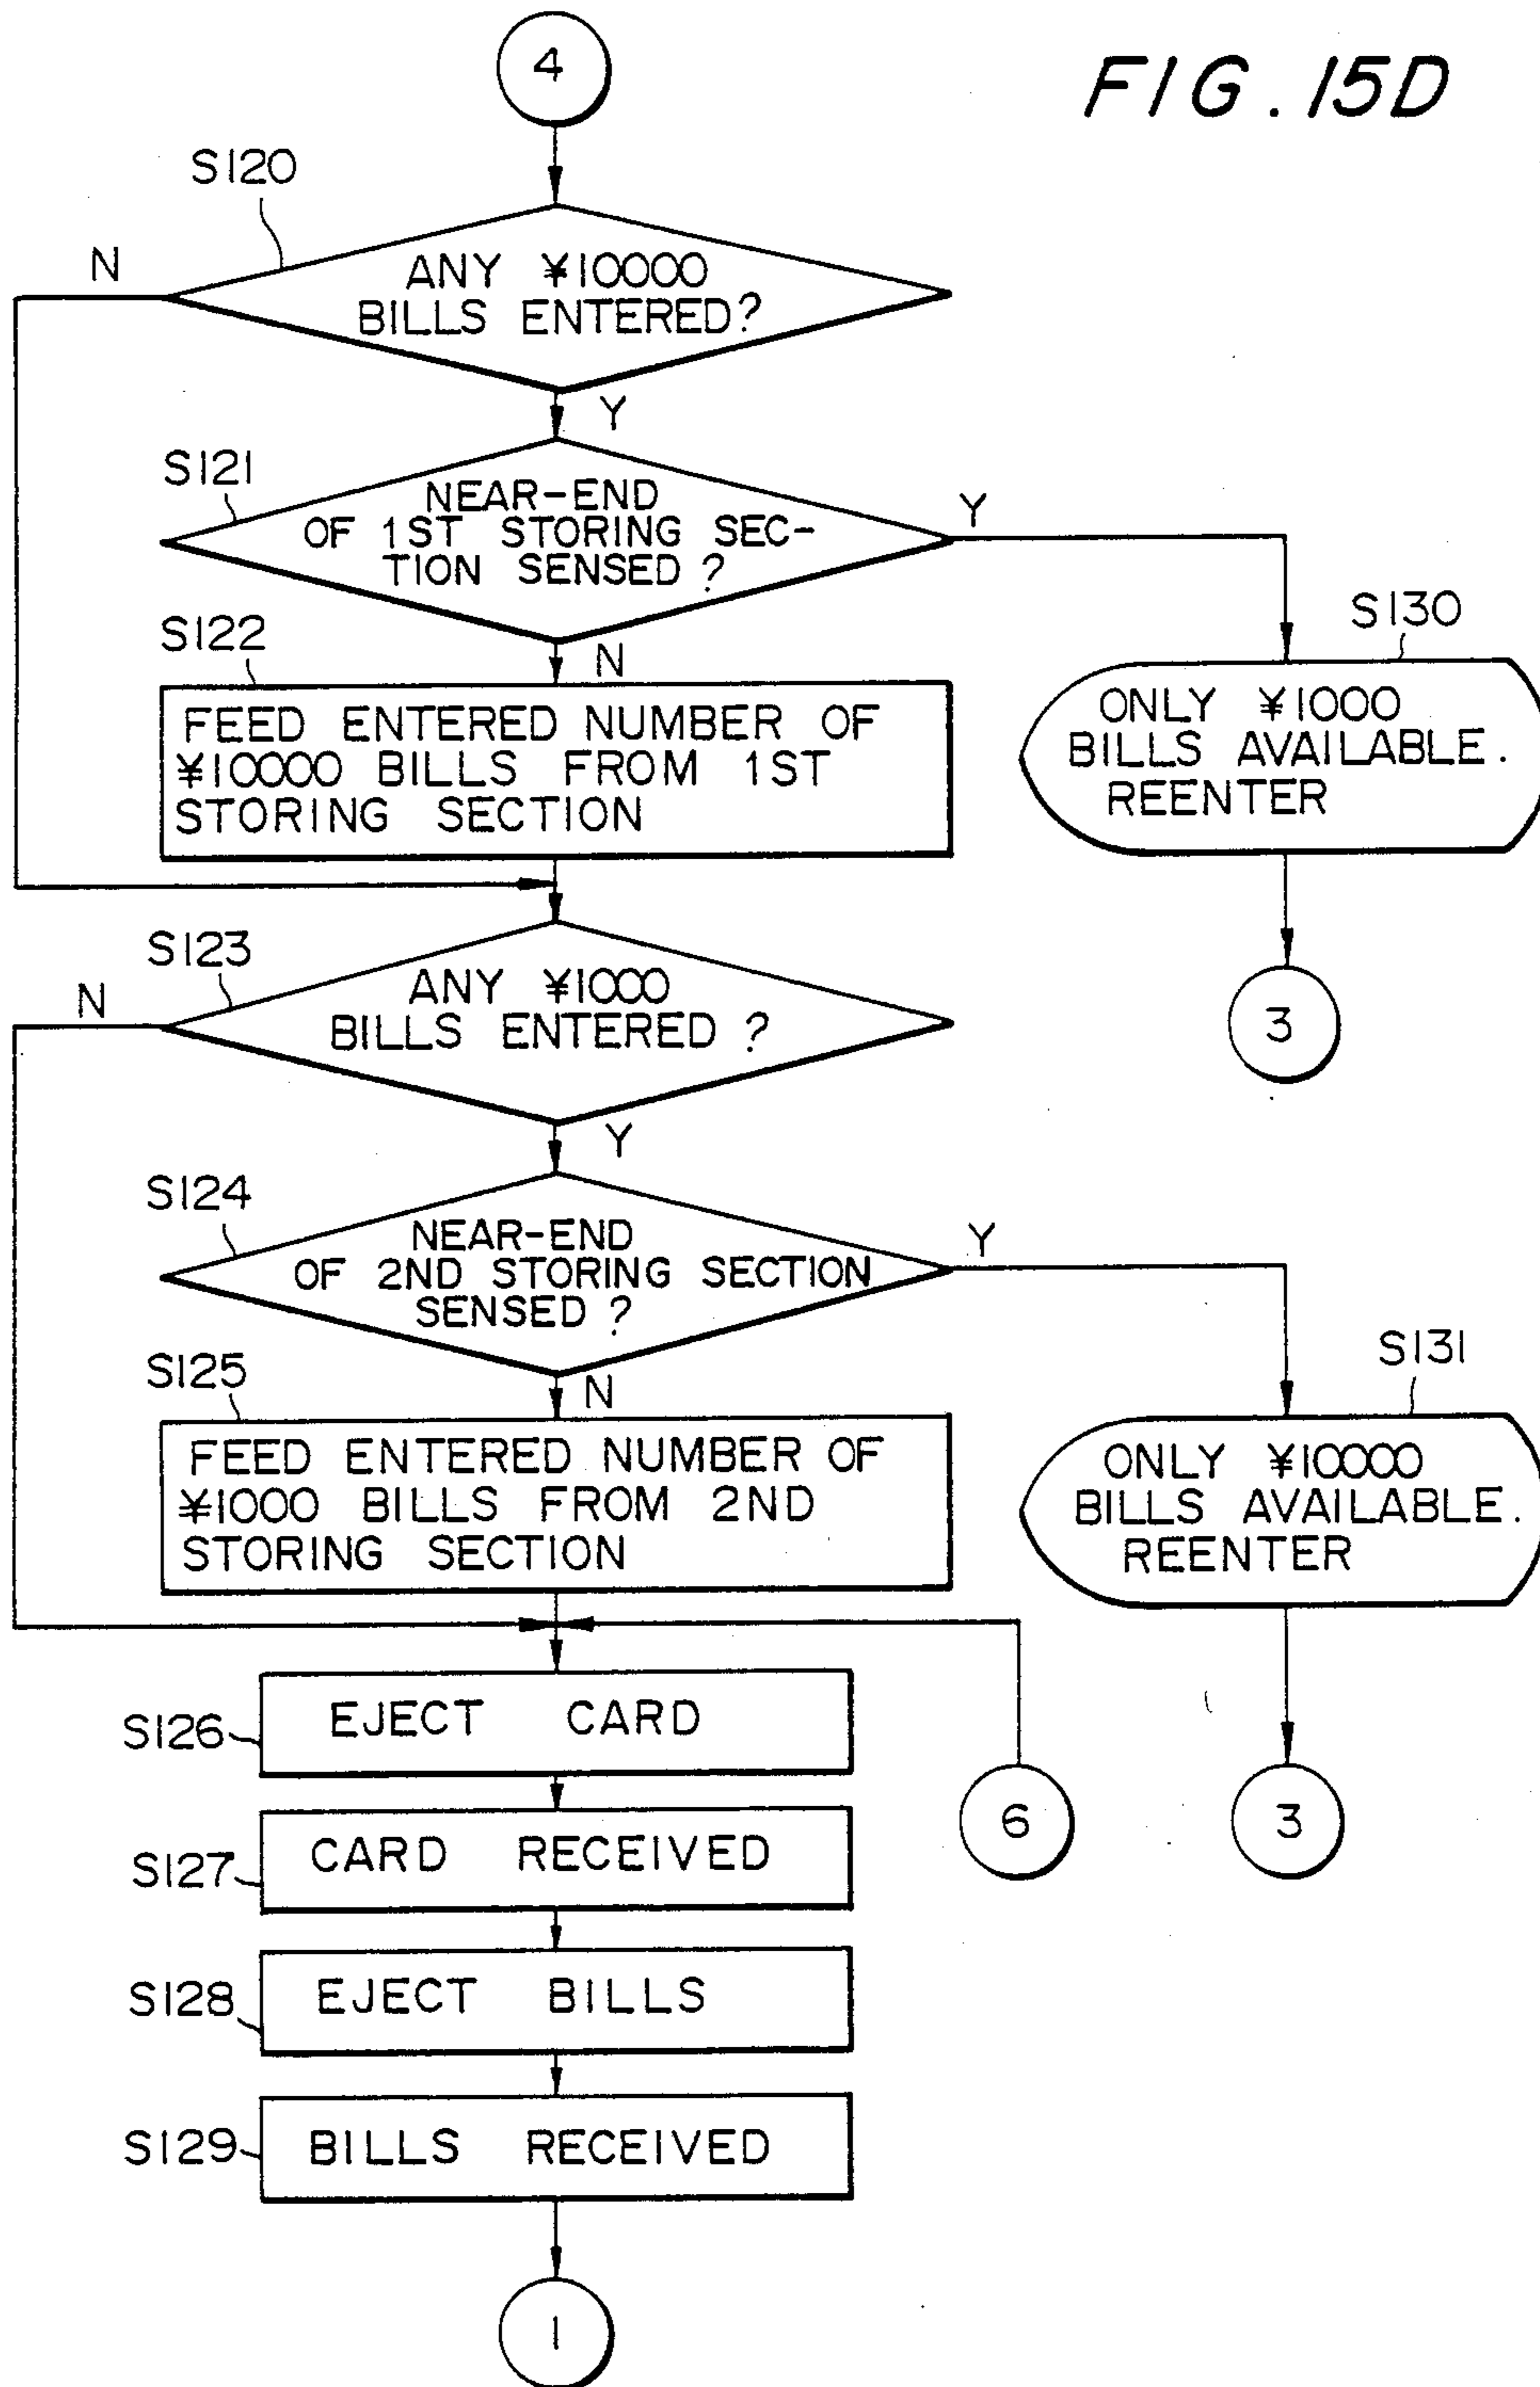 4
FIG. 15D
S120
N
ANY ¥10000
BILLS ENTERED?
Y
S121
NEAR-END
OF 1ST STORING SEC-
TION SENSED ?
Y
S122
N
S130
FEED ENTERED NUMBER OF
¥10000 BILLS FROM 1ST
STORING SECTION
ONLY ¥1000
BILLS AVAILABLE.
REENTER
S123
N
ANY ¥1000
BILLS ENTERED ?
3
Y
S124
NEAR-END
OF 2ND STORING SECTION
SENSED ?
Y
S125
N
S131
FEED ENTERED NUMBER OF
¥1000 BILLS FROM 2ND
STORING SECTION
ONLY ¥10000
BILLS AVAILABLE.
REENTER
S126
EJECT CARD
6
3
S127
CARD RECEIVED
S128
EJECT BILLS
S129
BILLS RECEIVED
1